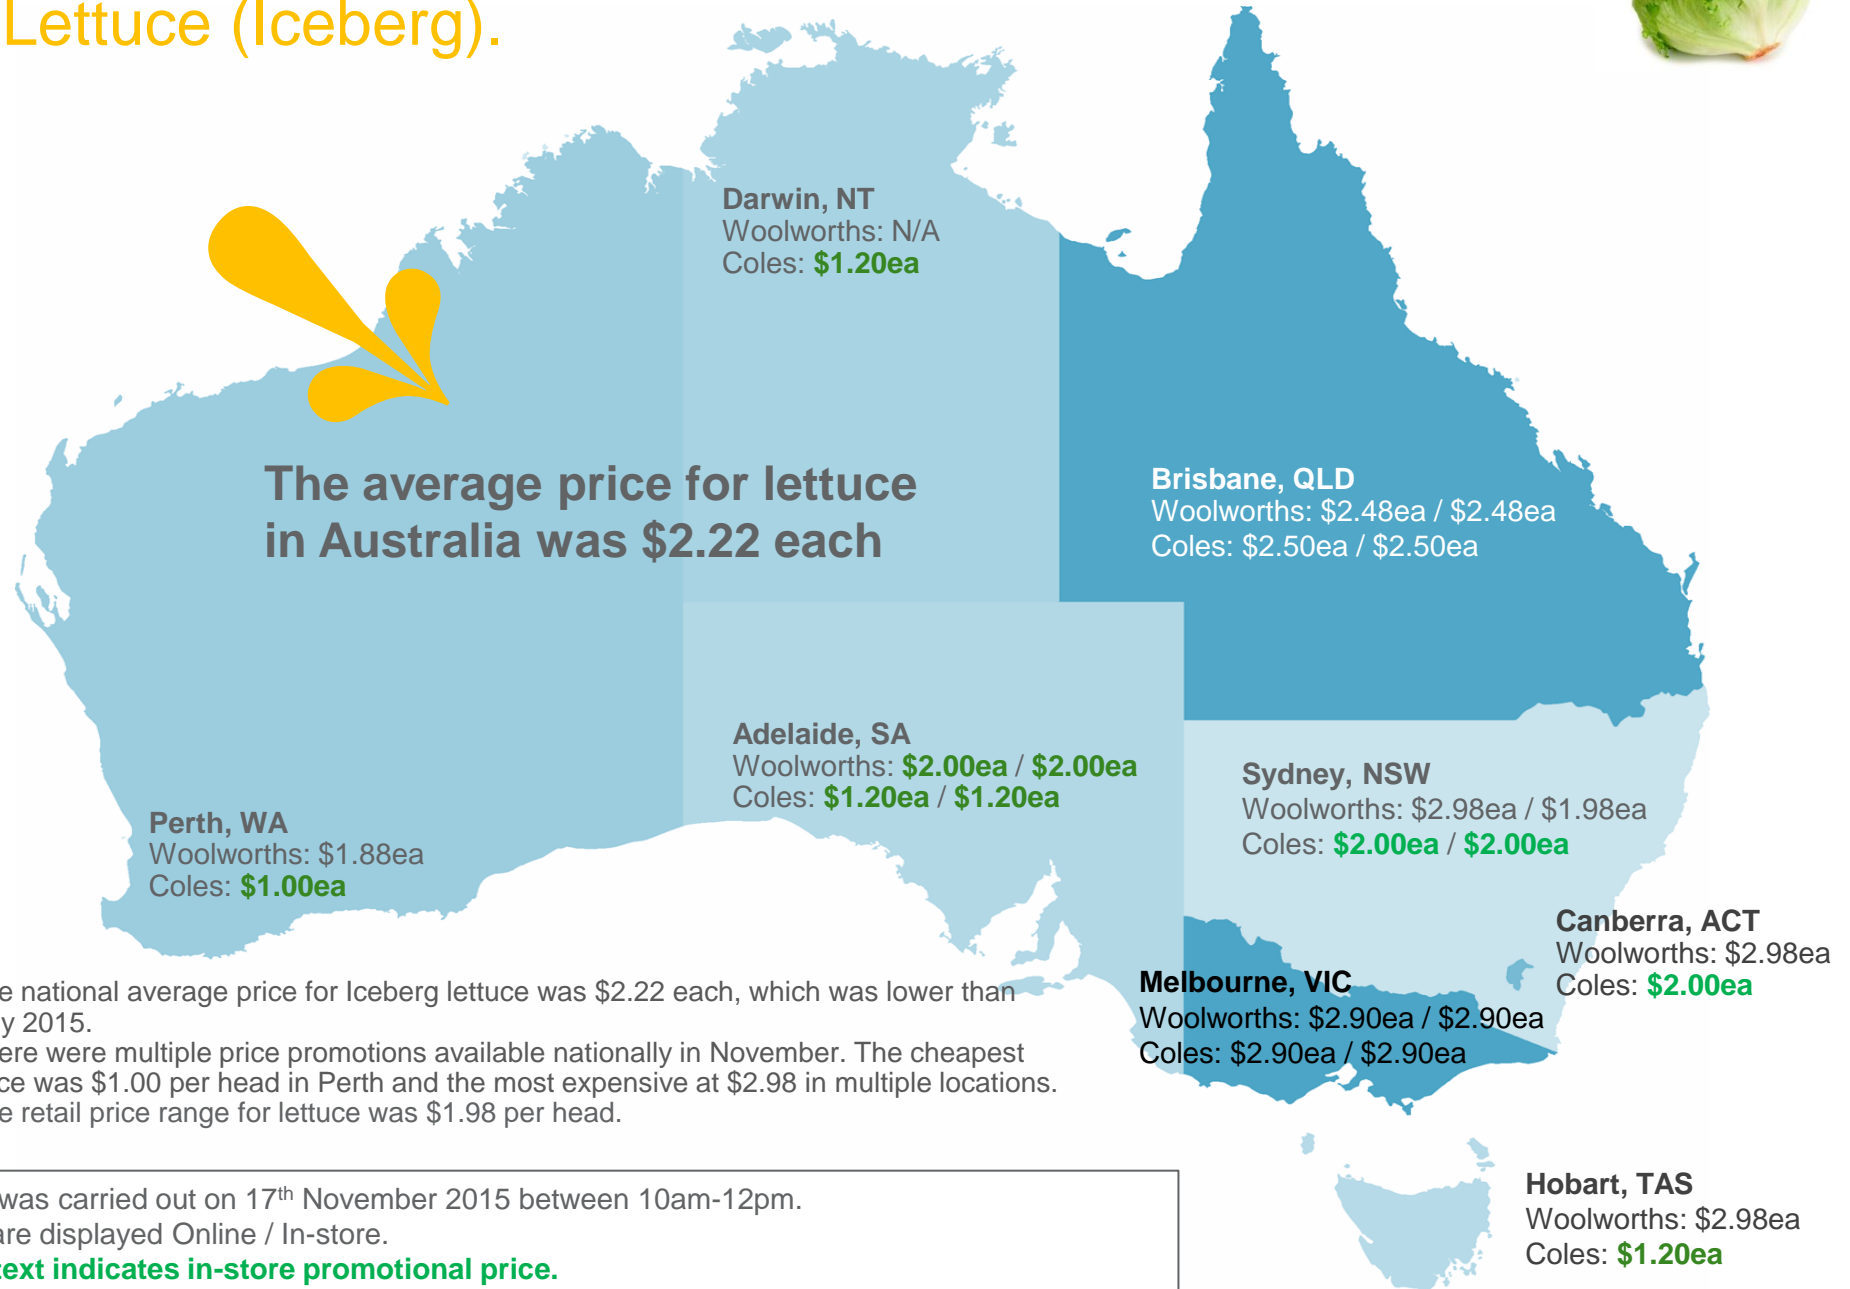 Lettuce (Iceberg).
Darwin, NT
Woolworths: N/A
Coles: $1.20ea
The average price for lettuce
in Australia was $2.22 each
Brisbane, QLD
Woolworths: $2.48ea / $2.48ea
Coles: $2.50ea / $2.50ea
Adelaide, SA
Woolworths: $2.00ea / $2.00ea
Coles: $1.20ea / $1.20ea
Sydney, NSW
Woolworths: $2.98ea / $1.98ea
Coles: $2.00ea / $2.00ea
Perth, WA
Woolworths: $1.88ea
Coles: $1.00ea
Canberra, ACT
Woolworths: $2.98ea
Coles: $2.00ea
Melbourne, VIC
Woolworths: $2.90ea / $2.90ea
Coles: $2.90ea / $2.90ea
e national average price for Iceberg lettuce was $2.22 each, which was lower than
y 2015.
ere were multiple price promotions available nationally in November. The cheapest
ce was $1.00 per head in Perth and the most expensive at $2.98 in multiple locations.
e retail price range for lettuce was $1.98 per head.
was carried out on 17th November 2015 between 10am-12pm.
are displayed Online / In-store.
text indicates in-store promotional price.
Hobart, TAS
Woolworths: $2.98ea
Coles: $1.20ea